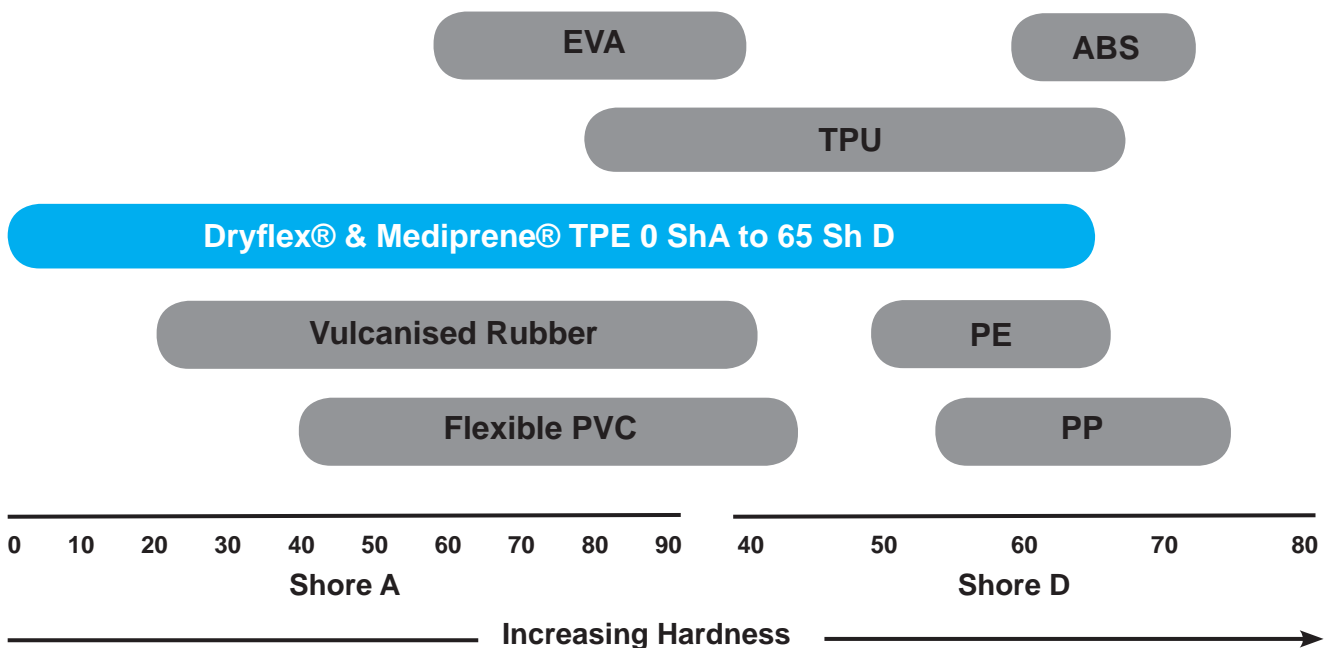 EVA
ABS
TPU
Dryflex® & Mediprene® TPE 0 ShA to 65 Sh D
Vulcanised Rubber
PE
Flexible PVC
PP
0 10 20 30 40 50 60 70 80 90 40 50 60 70 80
Shore A
Shore D
Increasing Hardness